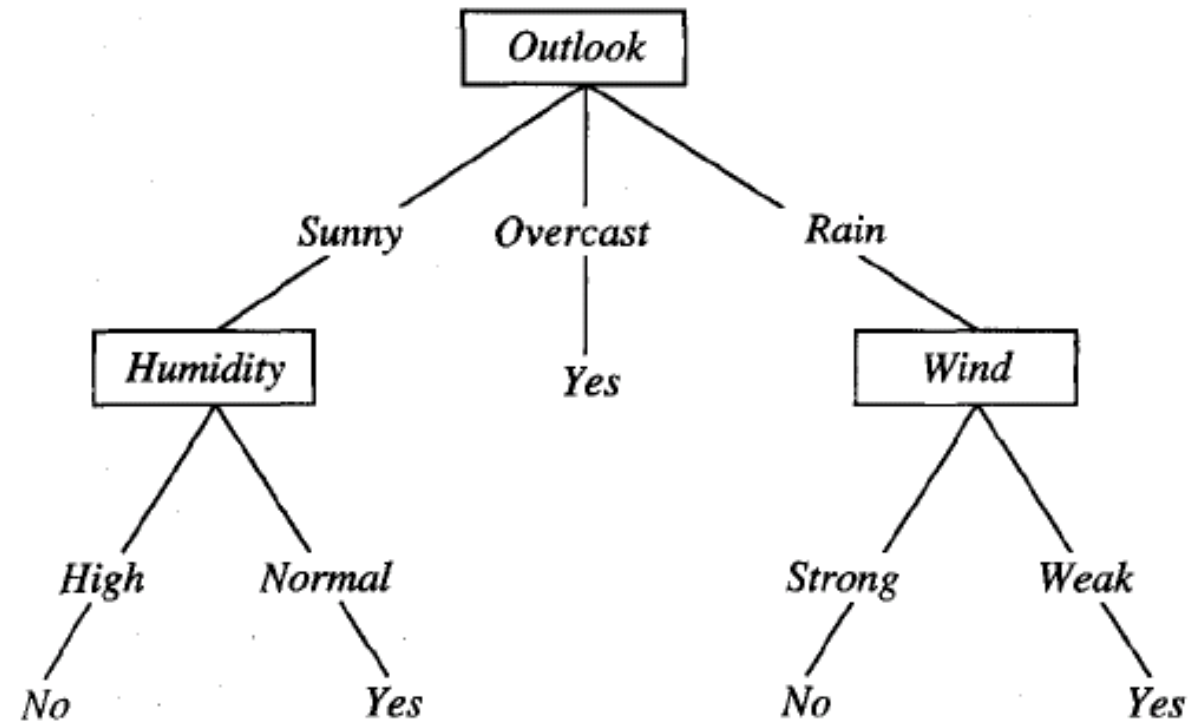 Outlook
Sunny Overcast Rain
Humidity Yes Wind
High Normal Strong Weak
No Yes No Yes